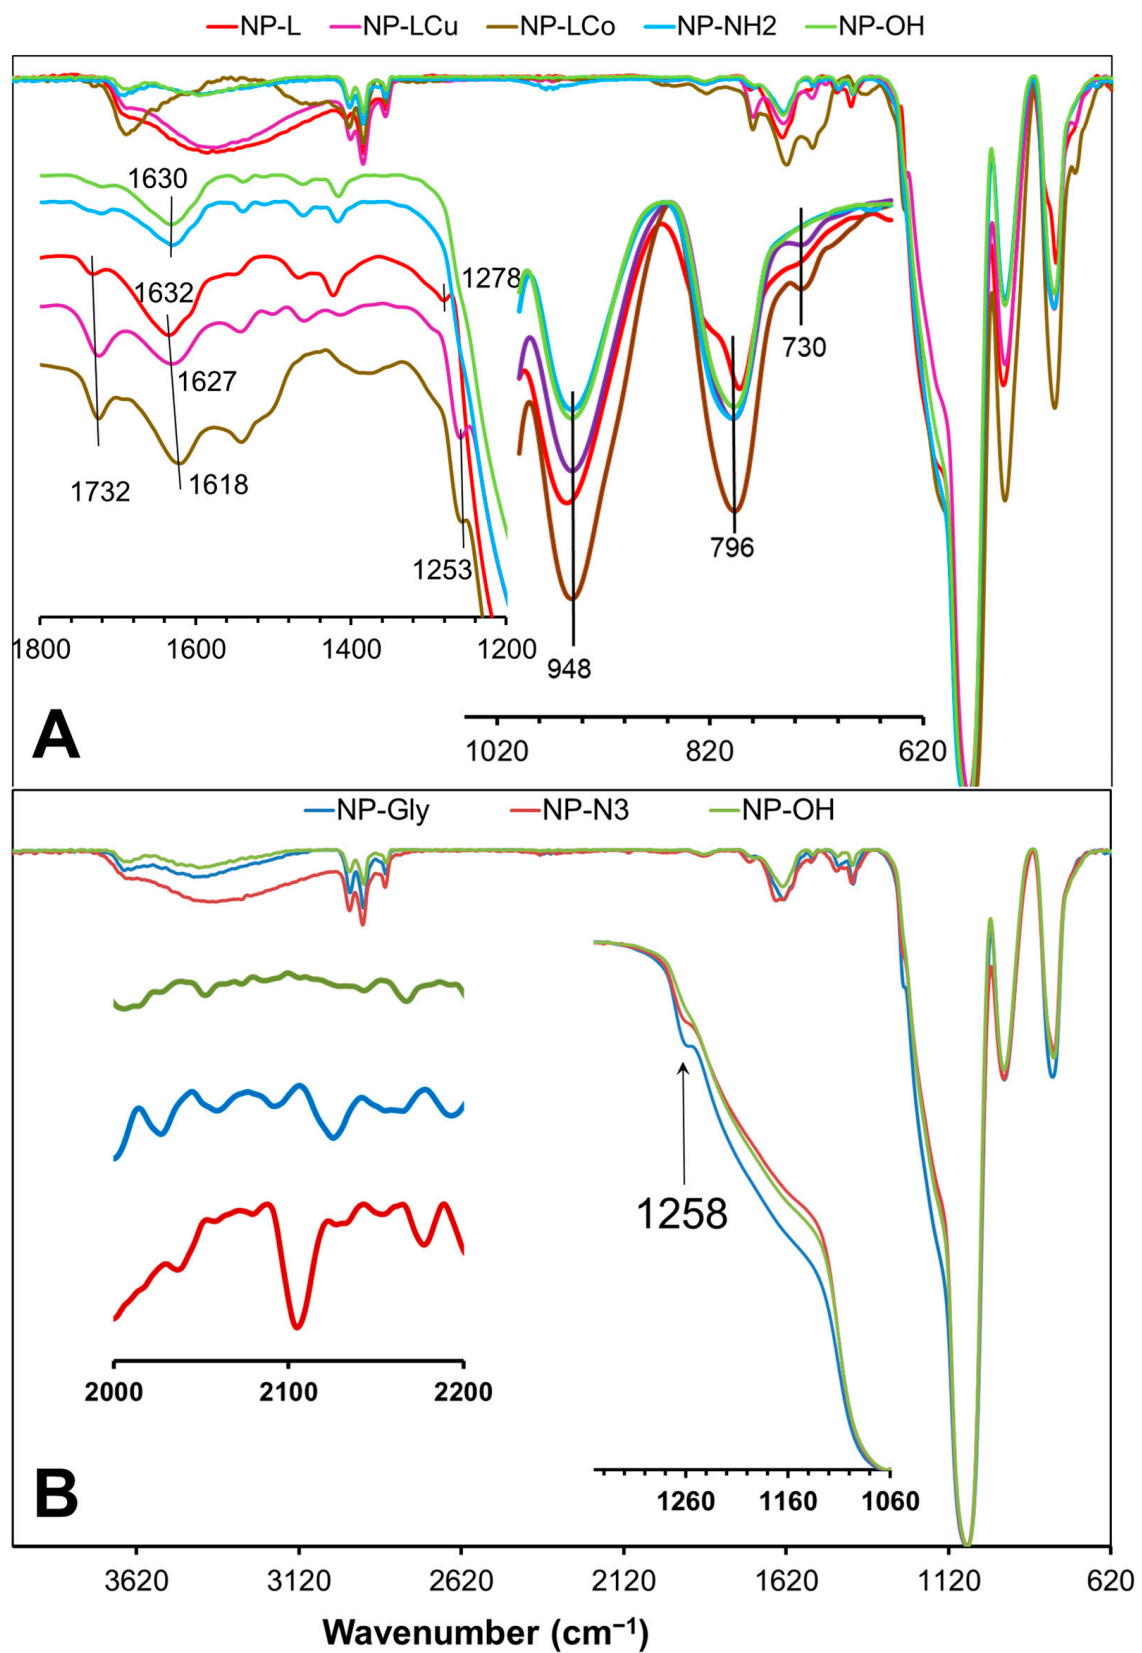 NP-L NP-LCu NP-LCo NP-NH2 NP-OH
1630
1278
1632
730
1627
1618
1732
796
1253
1800 1600 1400 1200
948
A
1020 820 620
NP-Gly NP-N3 NP-OH
1258
2000 2100 2200
B
1260 1160 1060
3620 3120 2620 2120 1620 1120 620
Wavenumber (cm⁻¹)